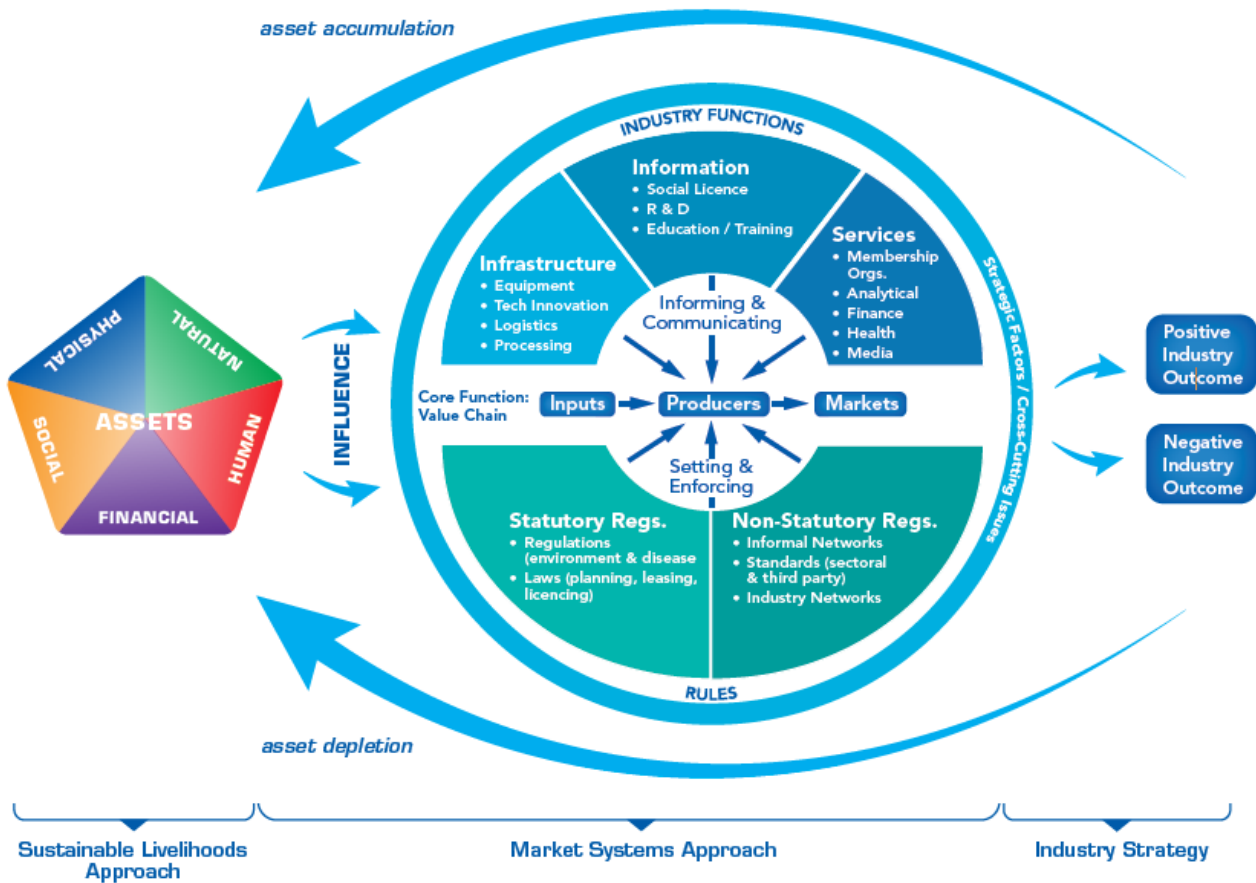 asset accumulation
INDUSTRY FUNCTIONS
Information
• Social Licence
• R & D
• Education / Training
Infrastructure
• Equipment
• Tech Innovation
• Logistics
• Processing
Services
• Membership
Orgs.
• Analytical
• Finance
• Health
• Media
Informing &
Communicating
PHYSICAL
NATURAL
SOCIAL
ASSETS
HUMAN
FINANCIAL
INFLUENCE
Core Function:
Value Chain
Inputs
Producers
Markets
Setting &
Enforcing
Statutory Regs.
• Regulations
(environment & disease
• Laws (planning, leasing,
licencing)
Non-Statutory Regs.
• Informal Networks
• Standards (sectoral
& third party)
• Industry Networks
RULES
Strategic Factors / Cross-Cutting Issues
Positive
Industry
Outcome
Negative
Industry
Outcome
asset depletion
Sustainable Livelihoods
Approach
Market Systems Approach
Industry Strategy